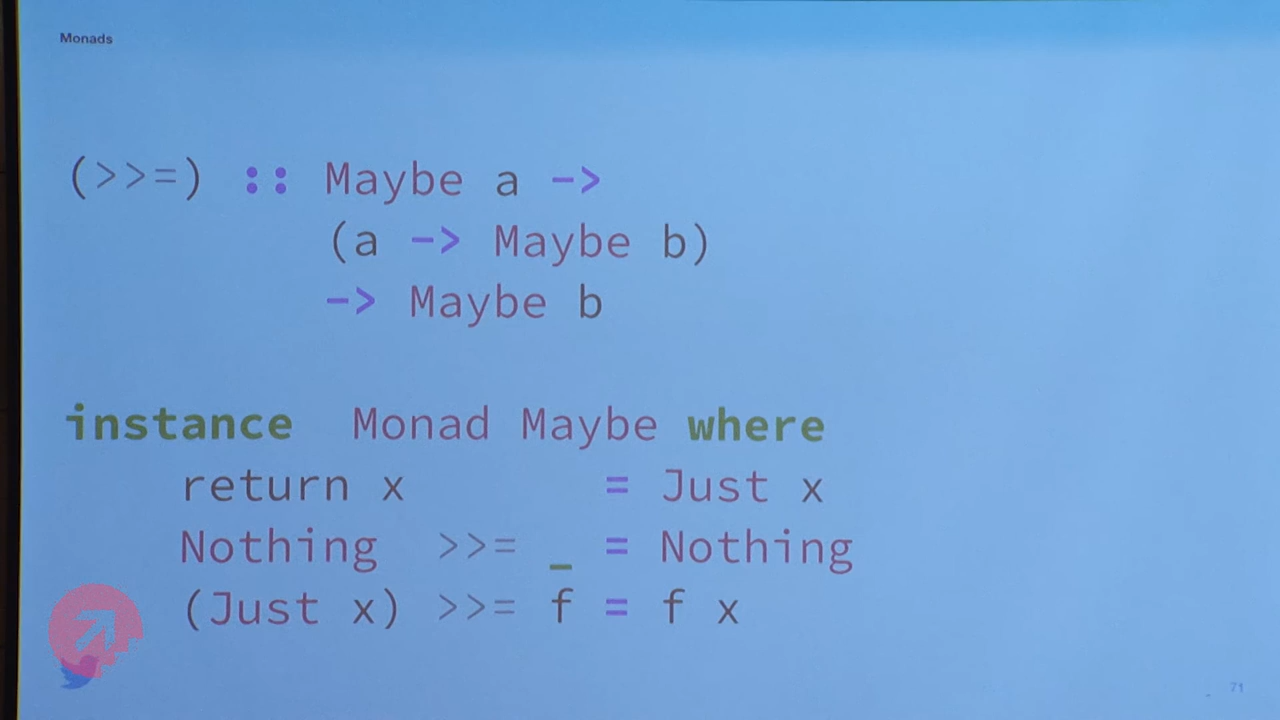 Monads
(>>=) :: Maybe a ->
(a -> Maybe b)
-> Maybe b
instance Monad Maybe where
return x = Just x
Nothing >>= _ = Nothing
(Just x) >>= f = f x
71